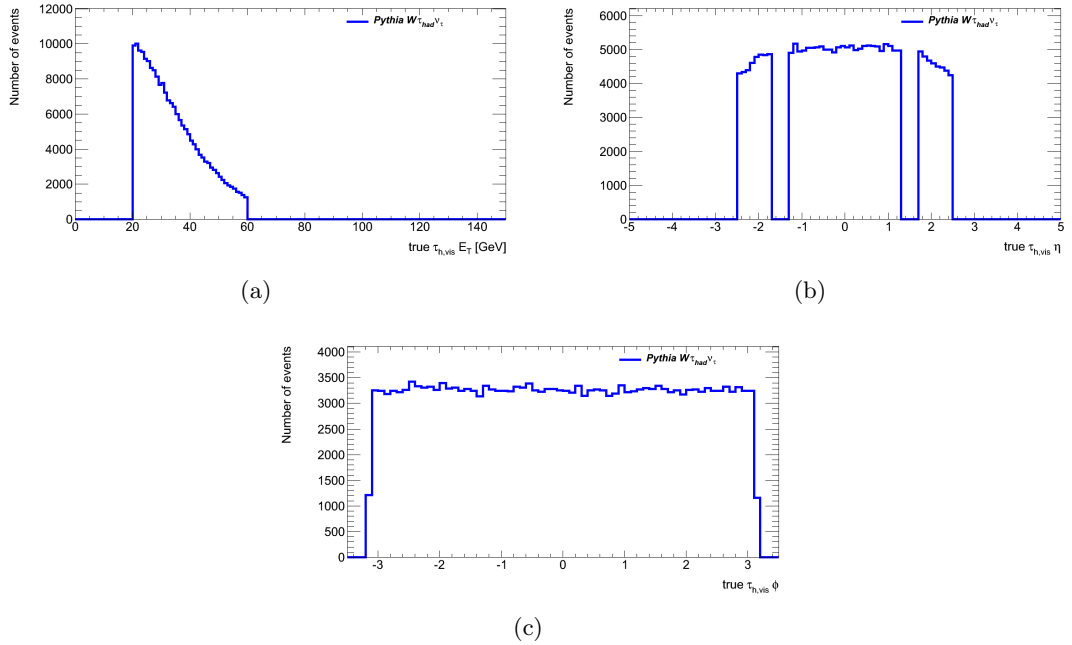 Number of events
12000
10000
8000
6000
4000
2000
0
Pythia Wτhadντ
0 20 40 60 80 100 120 140
true τh,vis ET [GeV]
(a)
Number of events
6000
5000
4000
3000
2000
1000
0
Pythia Wτhadντ
-5 -4 -3 -2 -1 0 1 2 3 4 5
true τh,vis η
(b)
Number of events
4000
3500
3000
2500
2000
1500
1000
500
0
Pythia Wτhadντ
-3 -2 -1 0 1 2 3
true τh,vis ϕ
(c)